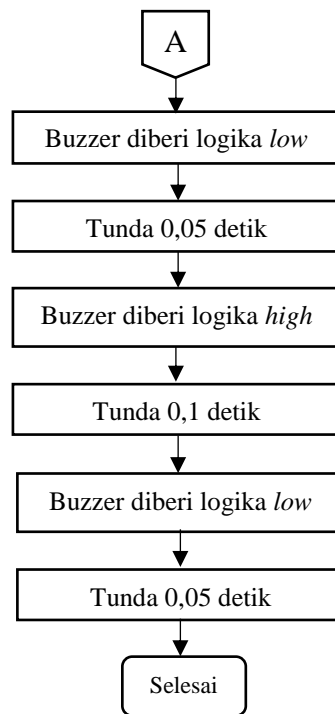 A
Buzzer diberi logika low
Tunda 0,05 detik
Buzzer diberi logika high
Tunda 0,1 detik
Buzzer diberi logika low
Tunda 0,05 detik
Selesai